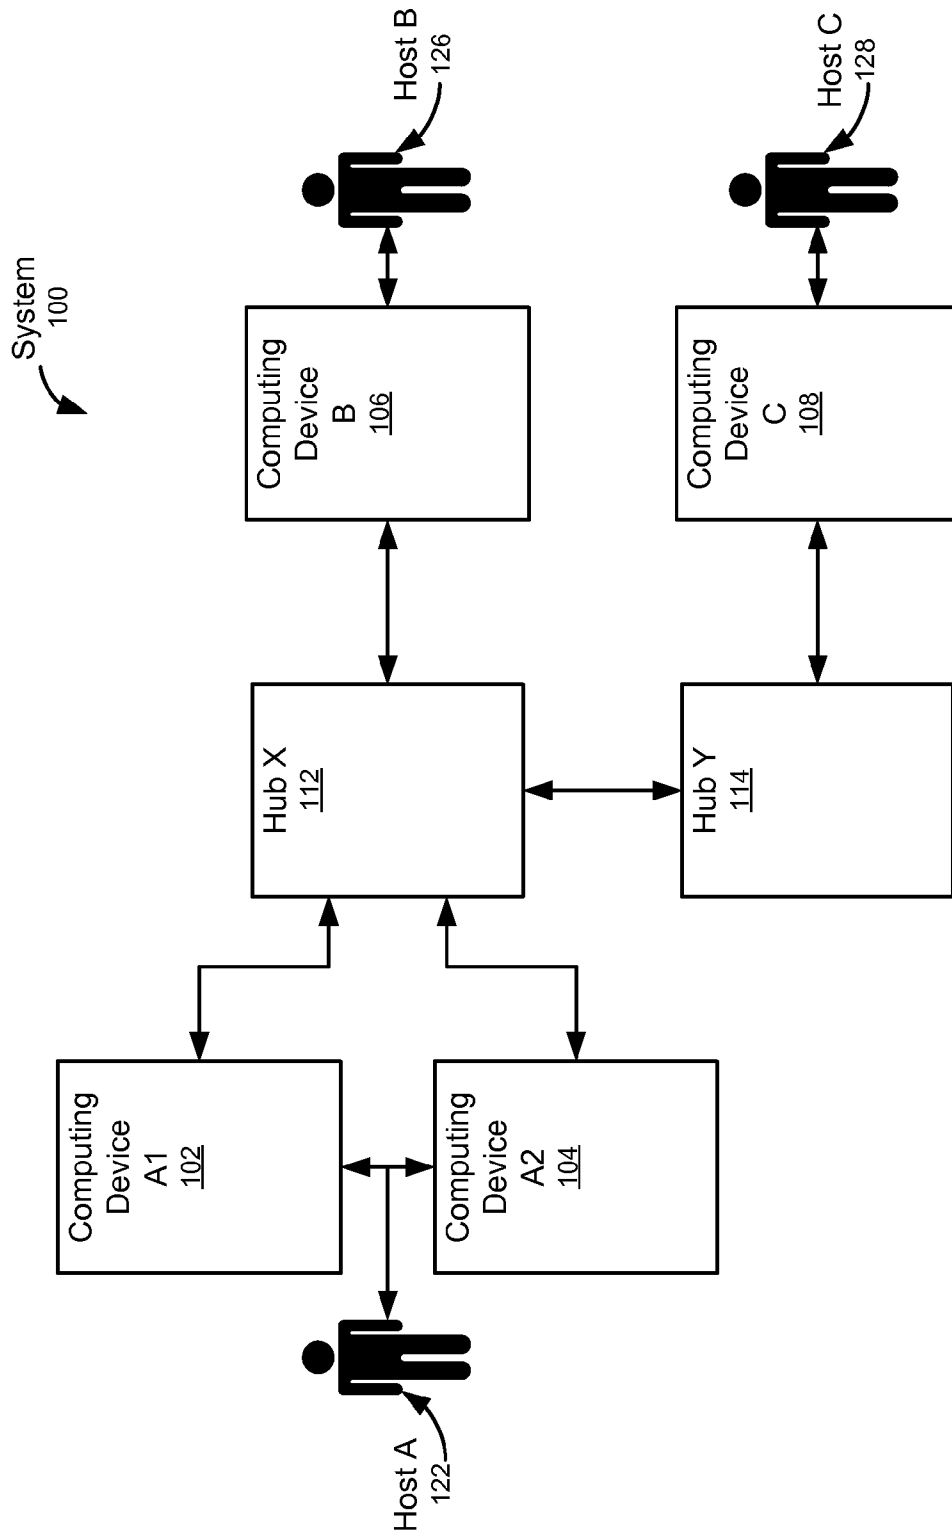 System
100
Host A
122
Computing
Device
A1
102
Computing
Device
A2
104
Hub X
112
Hub Y
114
Computing
Device
B
106
Computing
Device
C
108
Host B
126
Host C
128